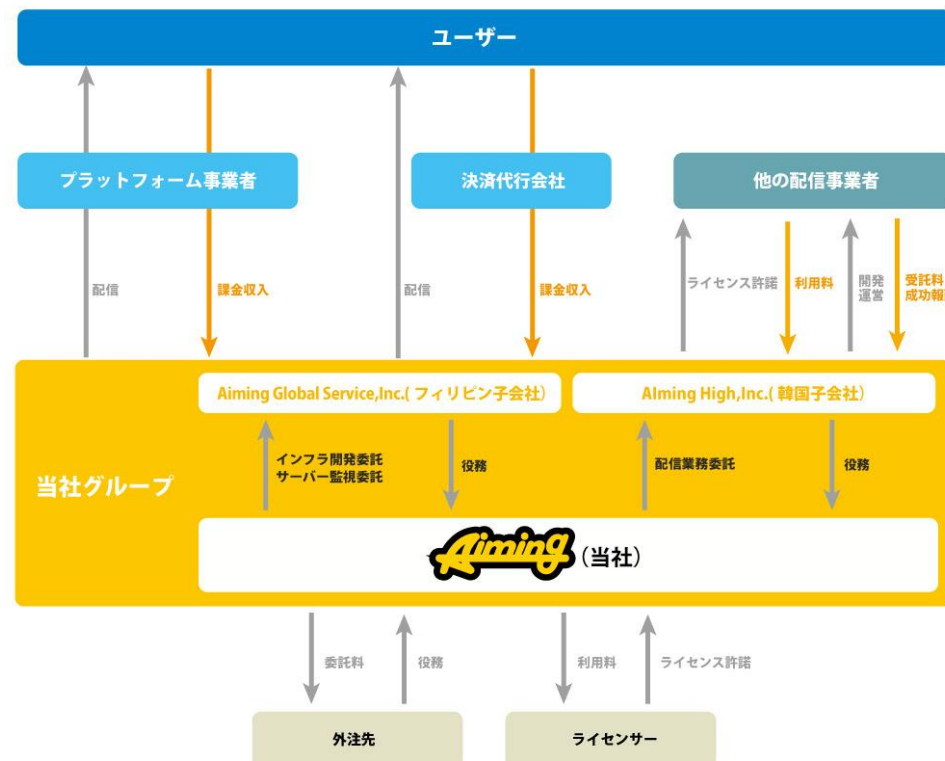 ユーザー
プラットフォーム事業者
決済代行会社
他の配信事業者
配信
課金収入
配信
課金収入
ライセンス許諾
利用料
開発
運営
受託料
成功報
Aiming Global Service,Inc.(フィリピン子会社)
AIming High,Inc.(韓国子会社)
インフラ開発委託
サーバー監視委託
役務
配信業務委託
役務
当社グループ
Aiming(当社)
委託料
役務
利用料
ライセンス許諾
外注先
ライセンサー